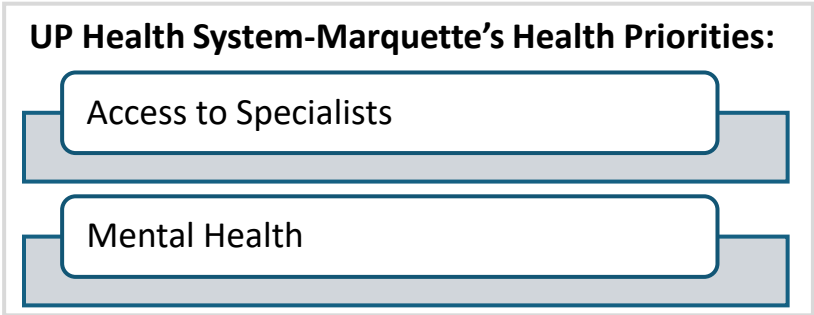 UP Health System-Marquette’s Health Priorities:
Access to Specialists
Mental Health